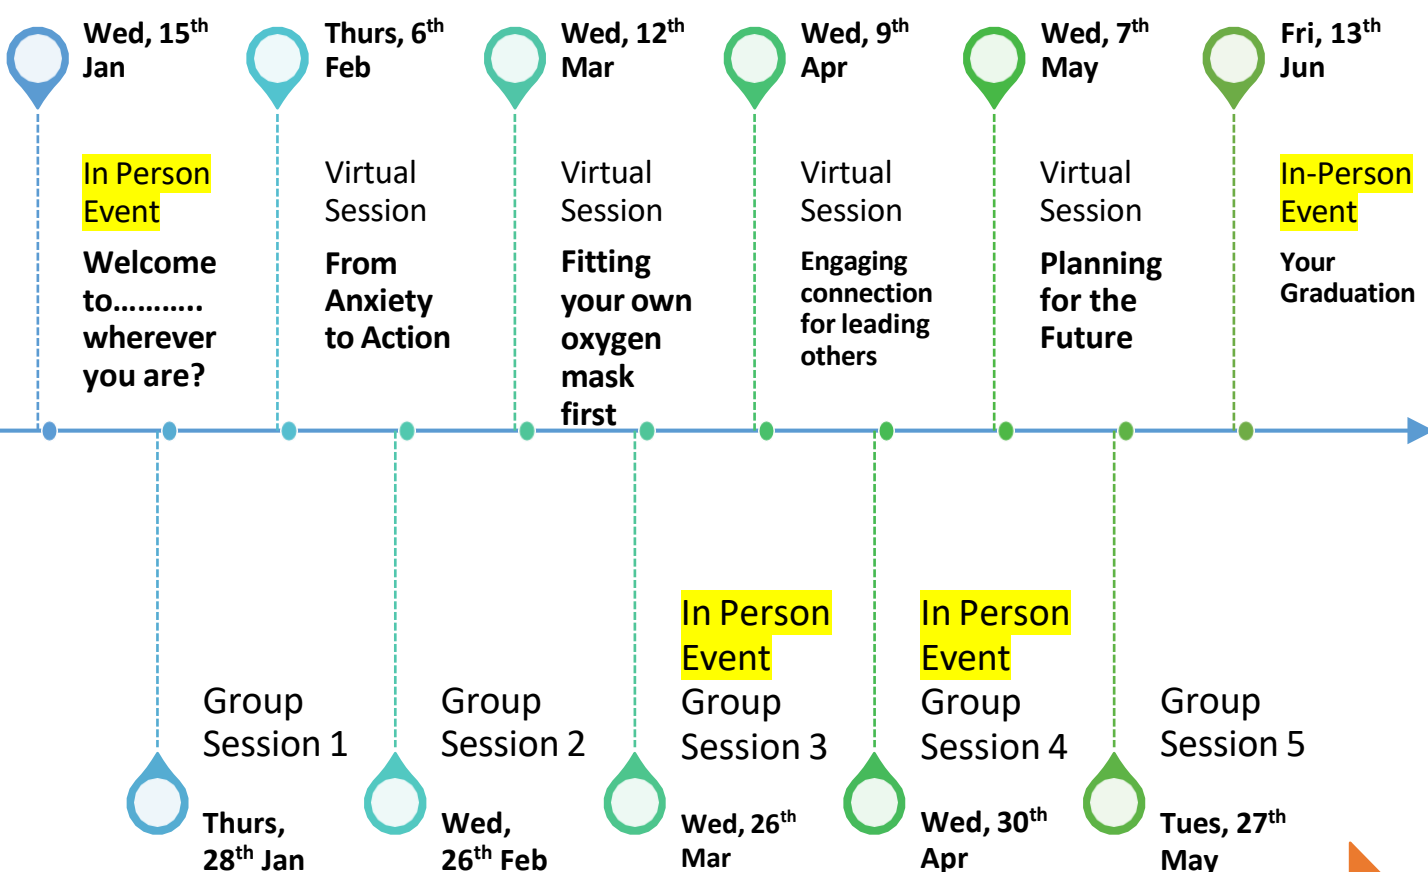 Wed, 15th
Jan
In Person
Event
Welcome
to………..
wherever
you are?
Thurs, 6th
Feb
Virtual
Session
From
Anxiety
to Action
Wed, 12th
Mar
Virtual
Session
Fitting
your own
oxygen
mask
first
Wed, 9th
Apr
Virtual
Session
Engaging
connection
for leading
others
Wed, 7th
May
Virtual
Session
Planning
for the
Future
Fri, 13th
Jun
In-Person
Event
Your
Graduation
Group
Session 1
Thurs,
28th Jan
Group
Session 2
Wed,
26th Feb
In Person
Event
Group
Session 3
Wed, 26th
Mar
In Person
Event
Group
Session 4
Wed, 30th
Apr
Group
Session 5
Tues, 27th
May